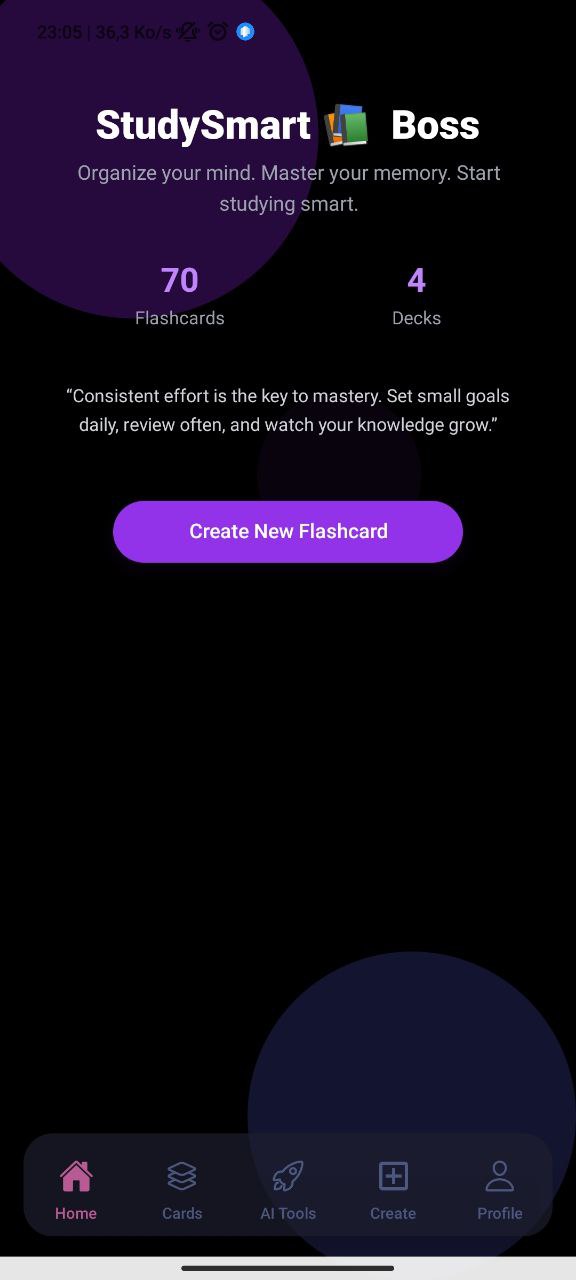 23:05 | 36,3 Ko/s
StudySmart 📚 Boss
Organize your mind. Master your memory. Start
studying smart.
70
Flashcards
4
Decks
“Consistent effort is the key to mastery. Set small goals
daily, review often, and watch your knowledge grow.”
Create New Flashcard
Home
Cards
AI Tools
Create
Profile